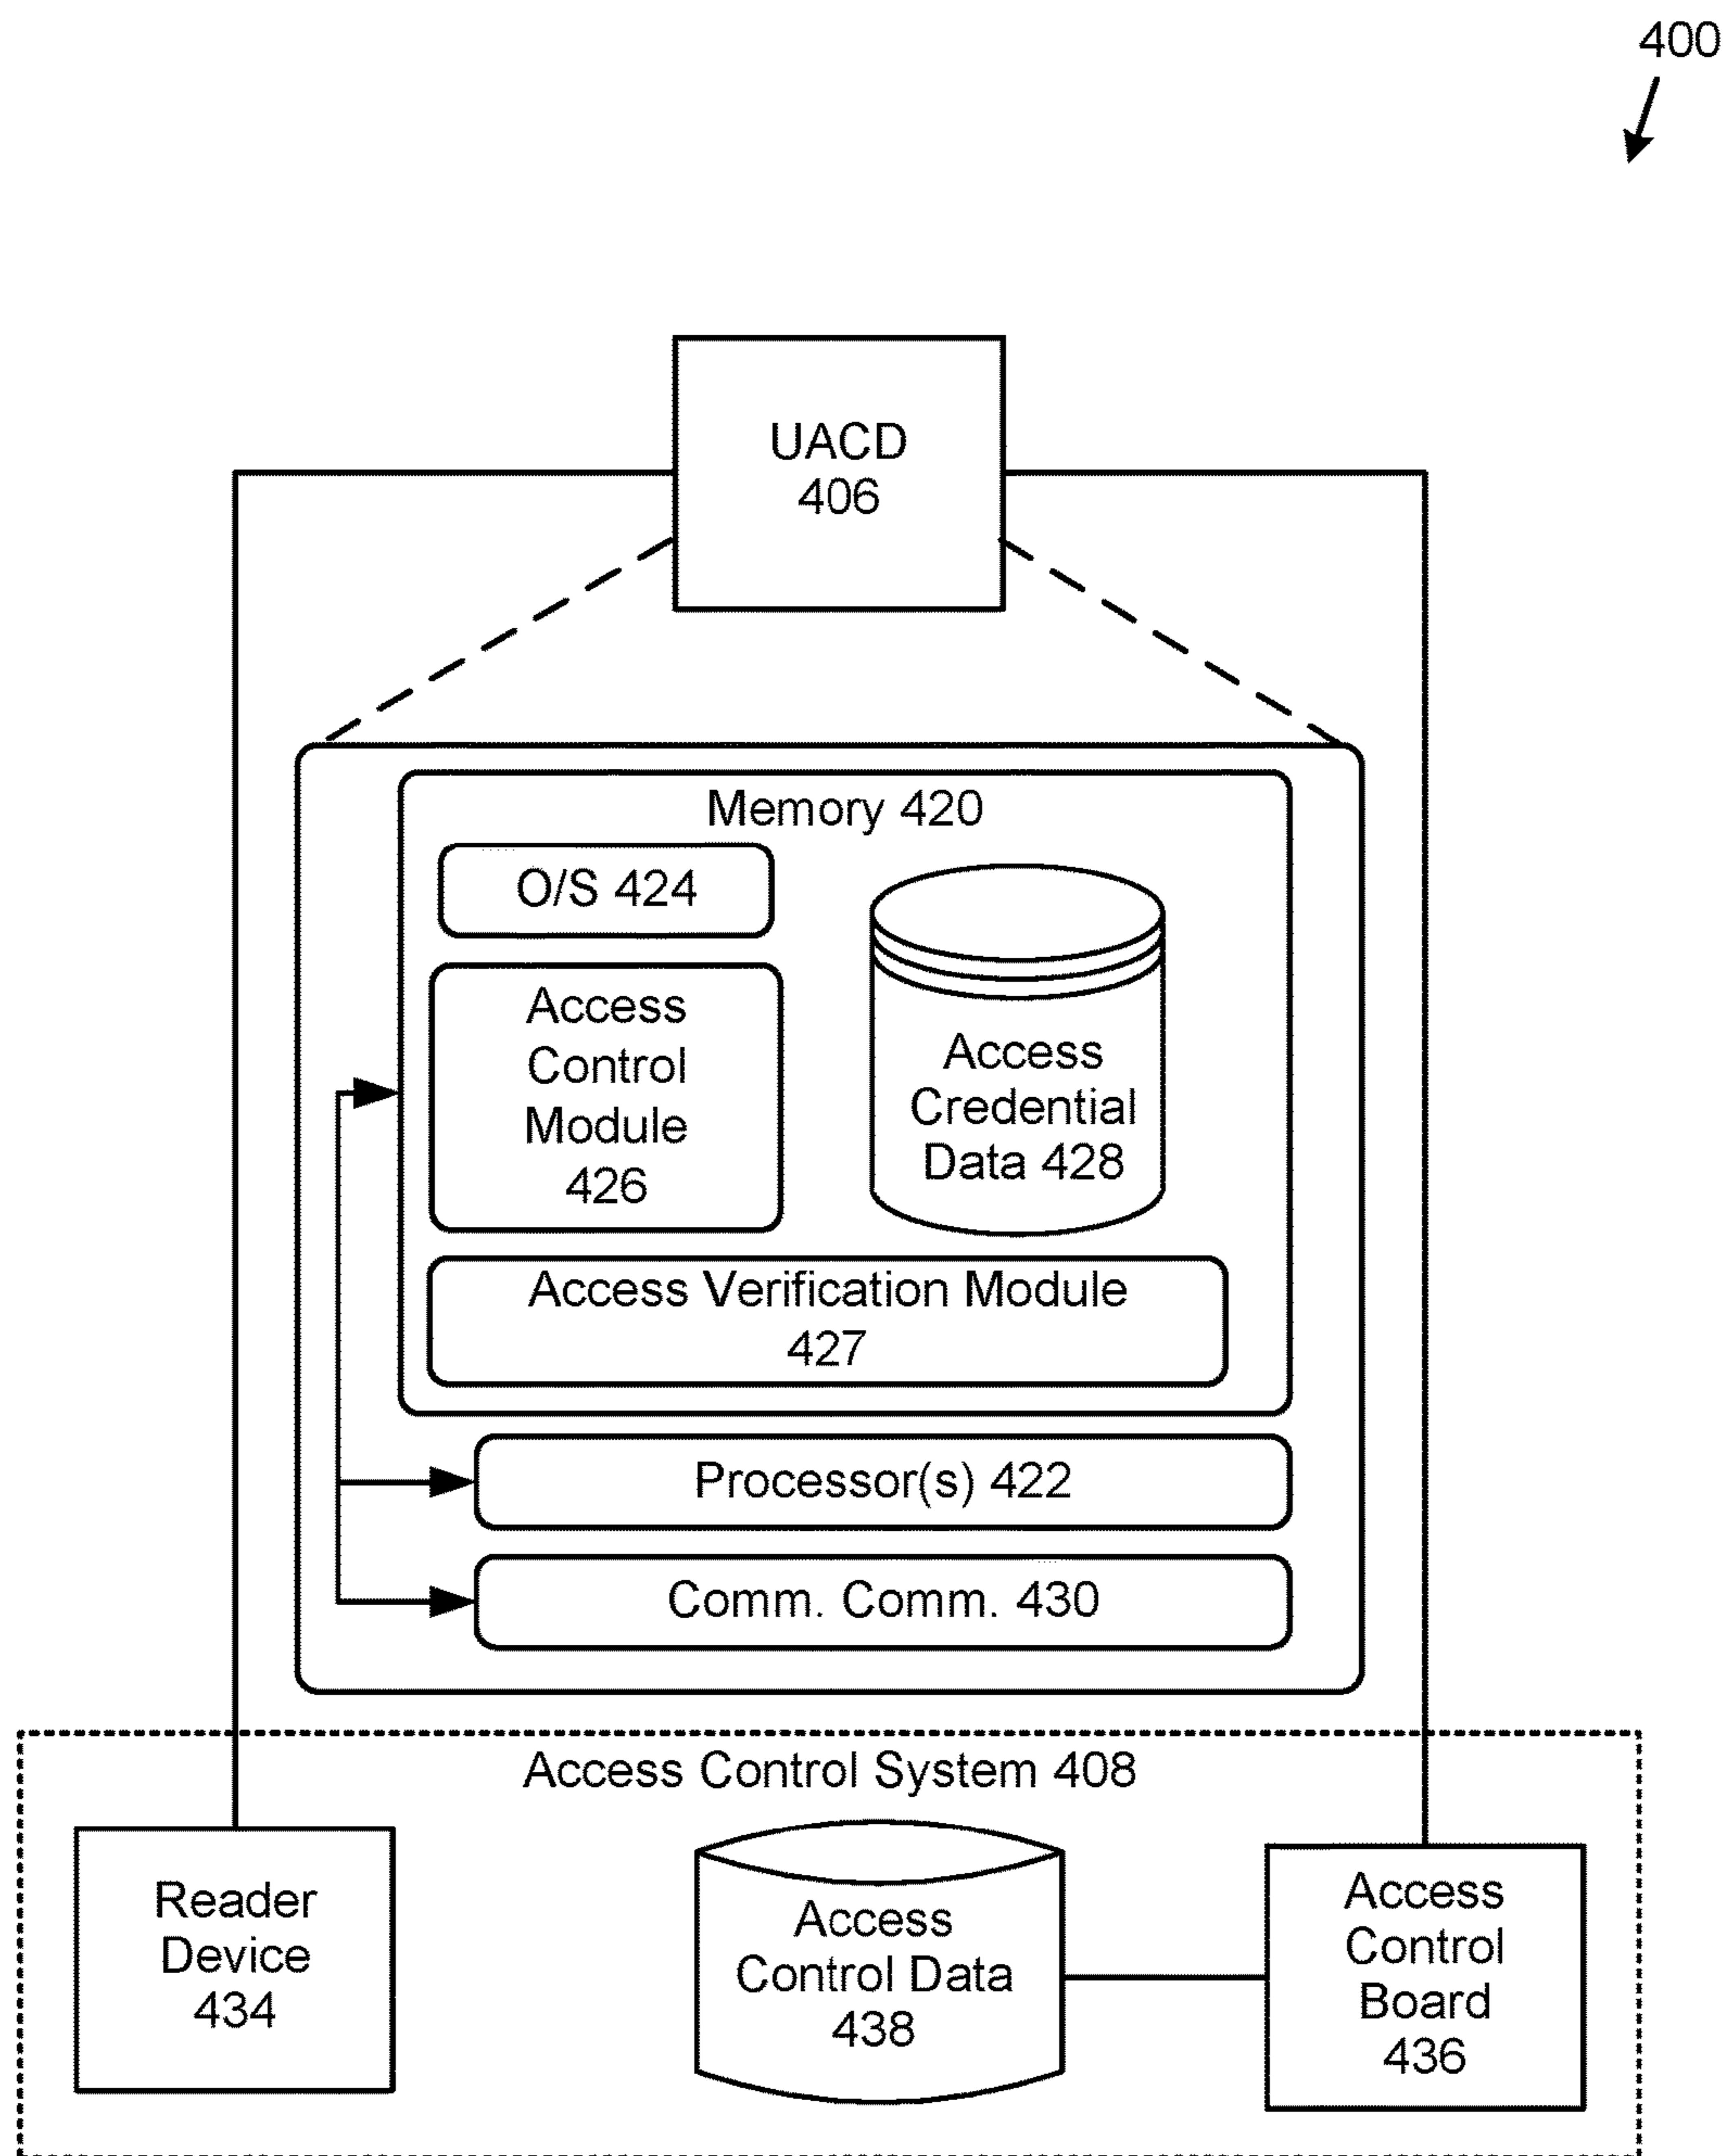 400
UACD
406
Memory 420
O/S 424
Access
Control
Module
426
Access
Credential
Data 428
Access Verification Module
427
Processor(s) 422
Comm. Comm. 430
Access Control System 408
Reader
Device
434
Access
Control Data
438
Access
Control
Board
436